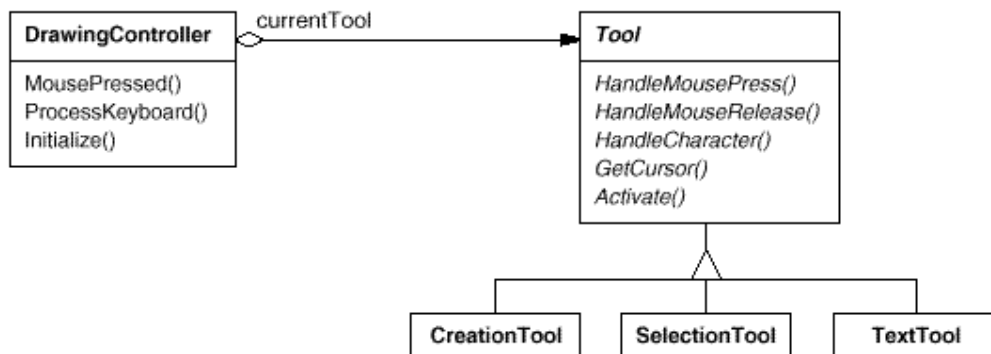 currentTool
DrawingController
MousePressed()
ProcessKeyboard()
Initialize()
Tool
HandleMousePress()
HandleMouseRelease()
HandleCharacter()
GetCursor()
Activate()
CreationTool
SelectionTool
TextTool